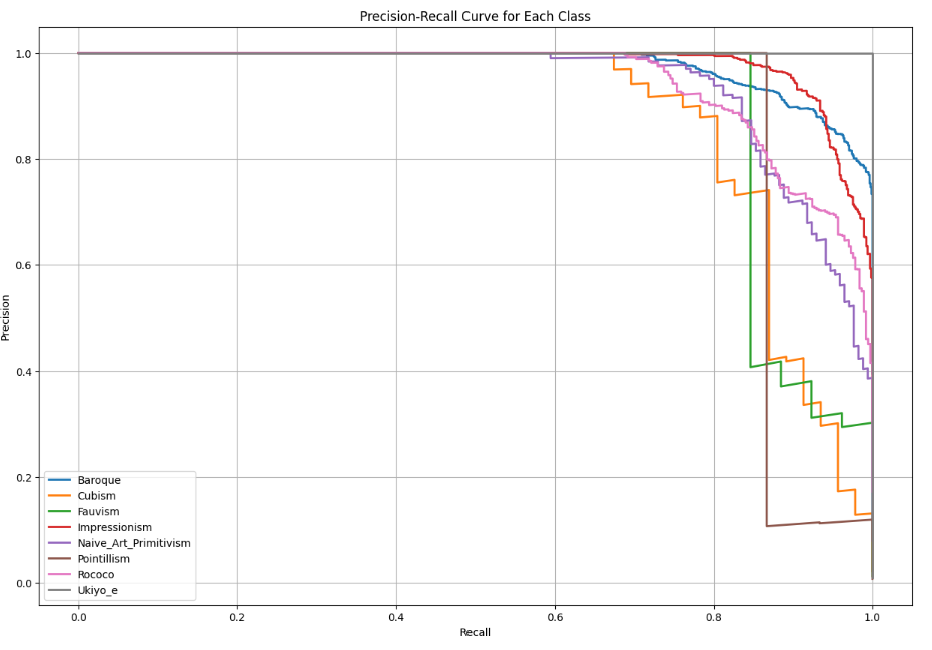 Precision-Recall Curve for Each Class
Precision
1.0
0.8
0.6
0.4
0.2
0.0
Baroque
Cubism
Fauvism
Impressionism
Naive_Art_Primitivism
Pointillism
Rococo
Ukiyo_e
0.0 0.2 0.4 0.6 0.8 1.0
Recall